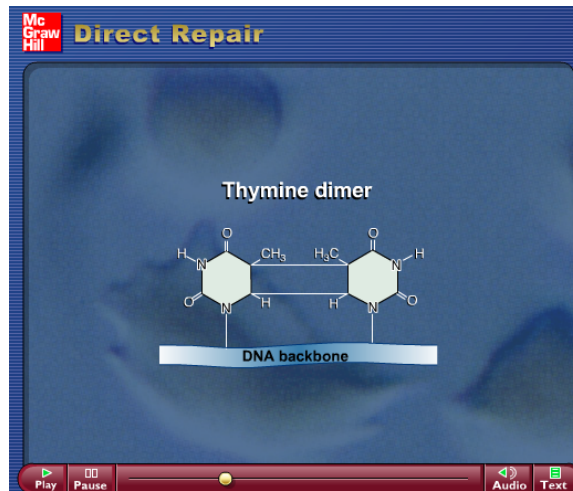 Mc
Graw
Hill
Direct Repair
Thymine dimer
O O
H CH₃ H₃C H
N N
O N H H N O
DNA backbone
Play Pause Audio Text